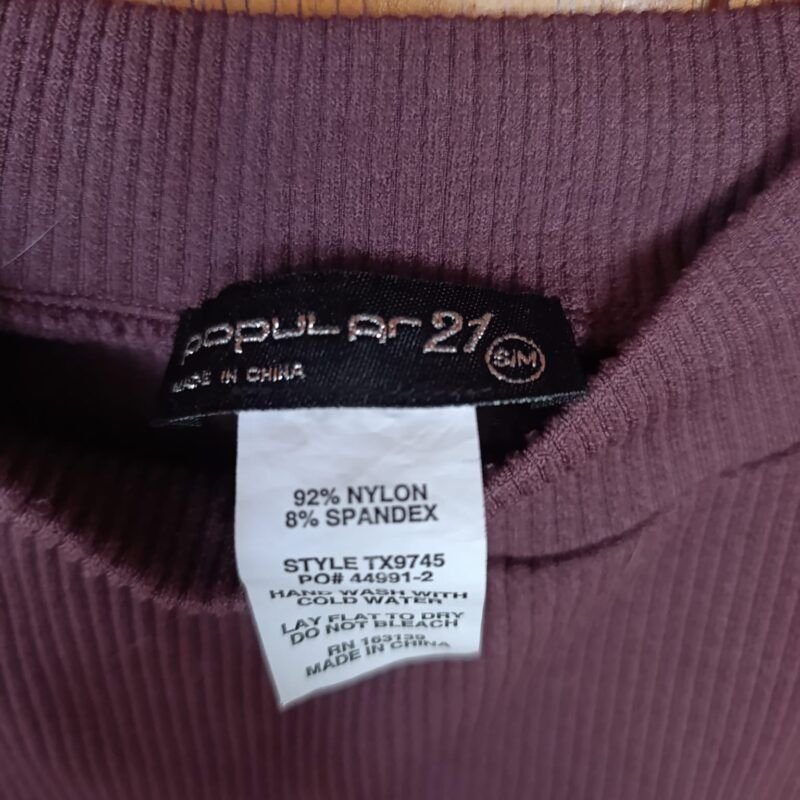 POPULAR 21 S/M
MADE IN CHINA
92% NYLON
8% SPANDEX
STYLE TX9745
PO# 44991-2
HAND WASH WITH
COLD WATER
LAY FLAT TO DRY
DO NOT BLEACH
RN 163139
MADE IN CHINA